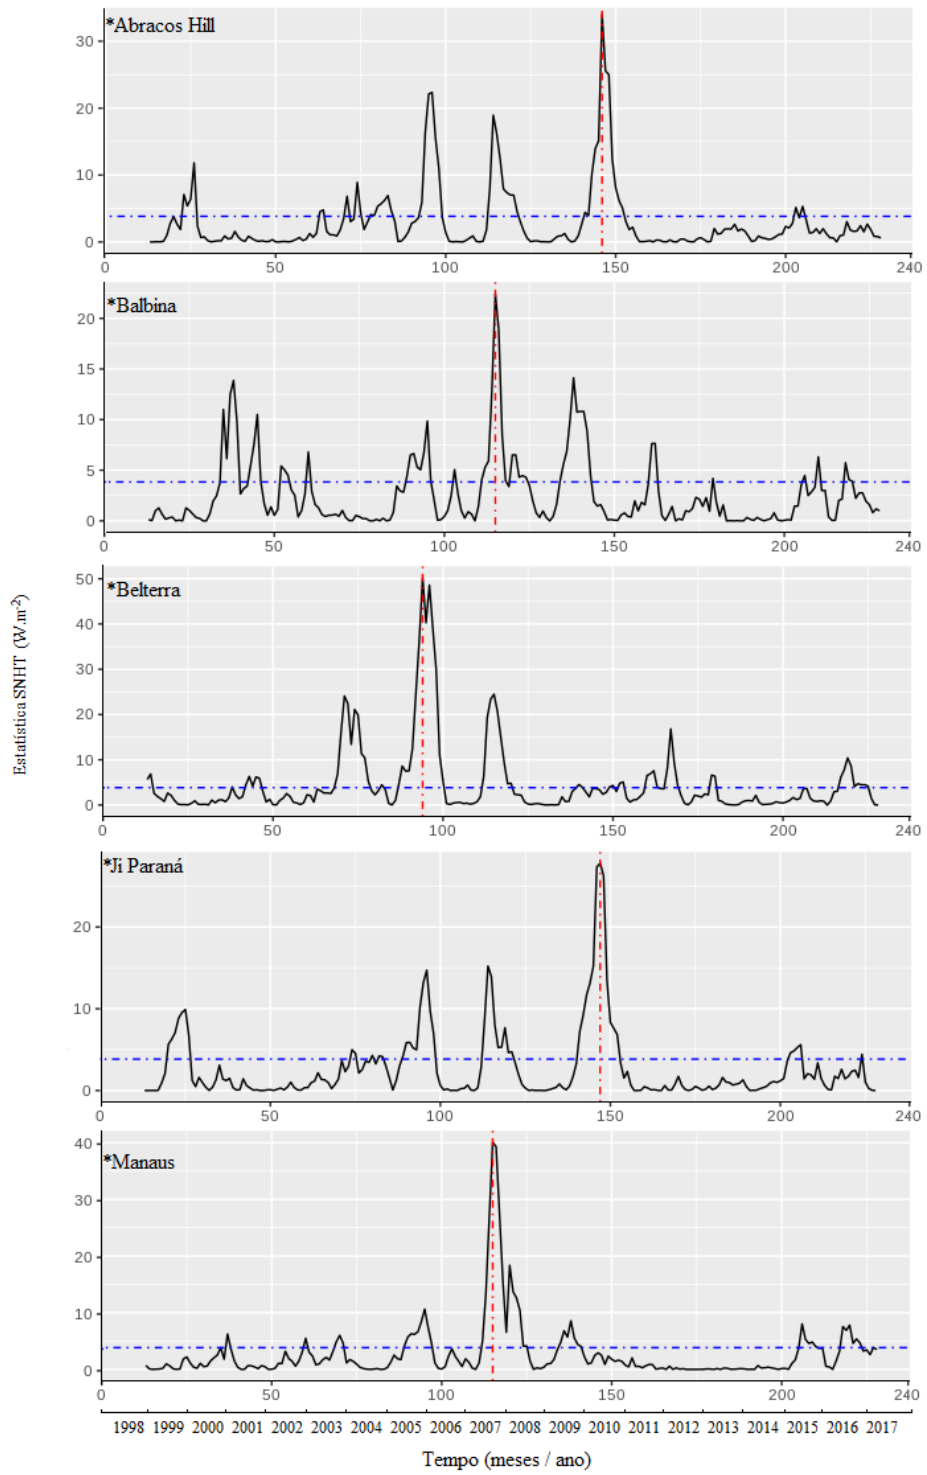 *Abracos Hill
30
20
10
0
0 50 100 150 200 240
*Balbina
20
15
10
5
0
0 50 100 150 200 240
Estatística SNHT (W.m-2)
*Belterra
50
40
30
20
10
0
0 50 100 150 200 240
*Ji Paraná
20
10
0
0 50 100 150 200 240
*Manaus
40
30
20
10
0
0 50 100 150 200 240
1998 1999 2000 2001 2002 2003 2004 2005 2006 2007 2008 2009 2010 2011 2012 2013 2014 2015 2016 2017
Tempo (meses / ano)